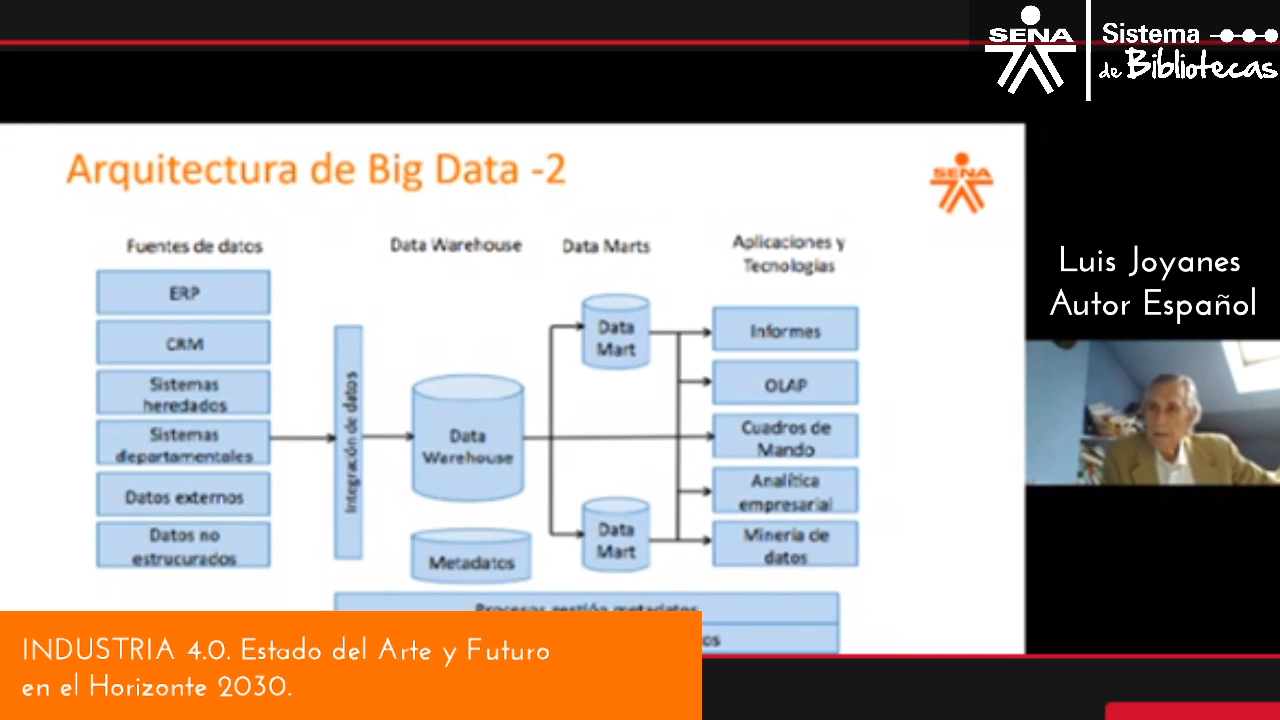 SENA
Sistema
de Bibliotecas
Arquitectura de Big Data -2
SENA
Fuentes de datos
Data Warehouse
Data Marts
Aplicaciones y
Tecnologías
ERP
CRM
Sistemas
heredados
Sistemas
departamentales
Datos externos
Datos no
estrucurados
Integración de datos
Data
Warehouse
Metadatos
Data
Mart
Data
Mart
Informes
OLAP
Cuadros de
Mando
Analítica
empresarial
Minería de
datos
Procesos gestión metadatos
Luis Joyanes
Autor Español
INDUSTRIA 4.0. Estado del Arte y Futuro
en el Horizonte 2030.